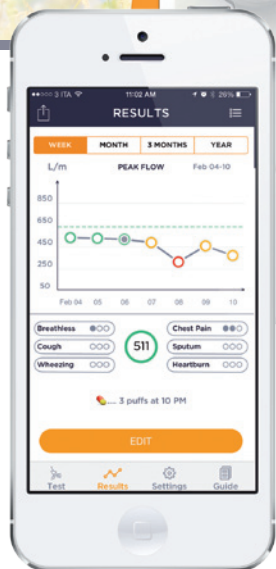 3 ITA 11:02 AM 26%
RESULTS
WEEK MONTH 3 MONTHS YEAR
L/m PEAK FLOW Feb 04-10
850
650
450
250
50
Feb 04 05 06 07 08 09 10
Breathless Chest Pain
Cough 511 Sputum
Wheezing Heartburn
.... 3 puffs at 10 PM
EDIT
Test Results Settings Guide